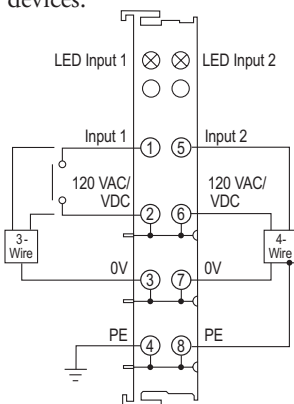 devices.
LED Input 1
LED Input 2
Input 1
1
5
Input 2
120 VAC/
VDC
2
6
120 VAC/
VDC
3-
Wire
4-
Wire
0V
3
7
0V
PE
4
8
PE